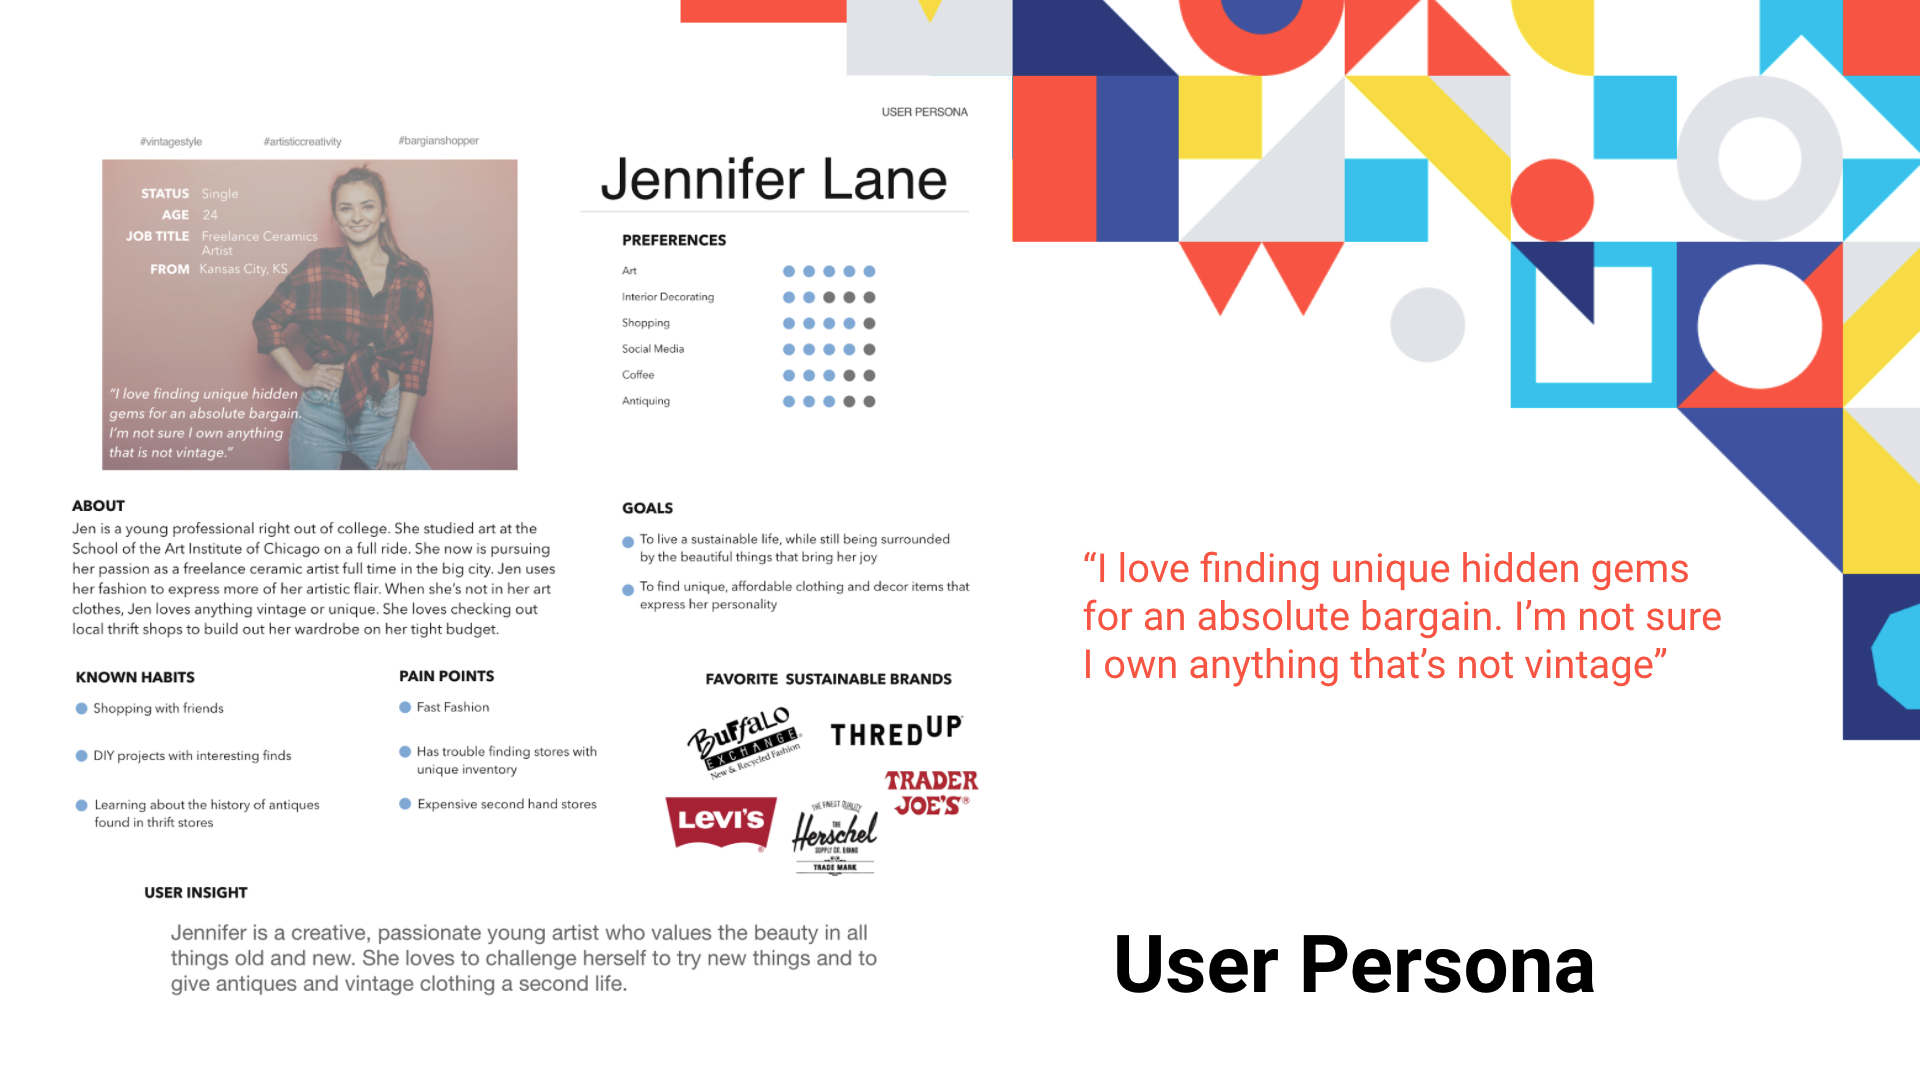 USER PERSONA
#vintagestyle #artisticcreativity #bargianshopper
Jennifer Lane
STATUS Single
AGE 24
JOB TITLE Freelance Ceramics
Artist
FROM Kansas City, KS
“I love finding unique hidden
gems for an absolute bargain.
I’m not sure I own anything
that is not vintage.”
PREFERENCES
Art
Interior Decorating
Shopping
Social Media
Coffee
Antiquing
ABOUT
Jen is a young professional right out of college. She studied art at the
School of the Art Institute of Chicago on a full ride. She now is pursuing
her passion as a freelance ceramic artist full time in the big city. Jen uses
her fashion to express more of her artistic flair. When she’s not in her art
clothes, Jen loves anything vintage or unique. She loves checking out
local thrift shops to build out her wardrobe on her tight budget.
GOALS
To live a sustainable life, while still being surrounded
by the beautiful things that bring her joy
To find unique, affordable clothing and decor items that
express her personality
KNOWN HABITS
Shopping with friends
DIY projects with interesting finds
Learning about the history of antiques
found in thrift stores
PAIN POINTS
Fast Fashion
Has trouble finding stores with
unique inventory
Expensive second hand stores
FAVORITE SUSTAINABLE BRANDS
BuFFaLO
EXCHANGE®
New & Recycled Fashion
THREDUP
TRADER
JOE'S®
LEVI'S
®
THE FINEST QUALITY
THE
Herschel
SUPPLY CO. BRAND
TRADE MARK
USER INSIGHT
Jennifer is a creative, passionate young artist who values the beauty in all
things old and new. She loves to challenge herself to try new things and to
give antiques and vintage clothing a second life.
“I love finding unique hidden gems
for an absolute bargain. I’m not sure
I own anything that’s not vintage”
User Persona